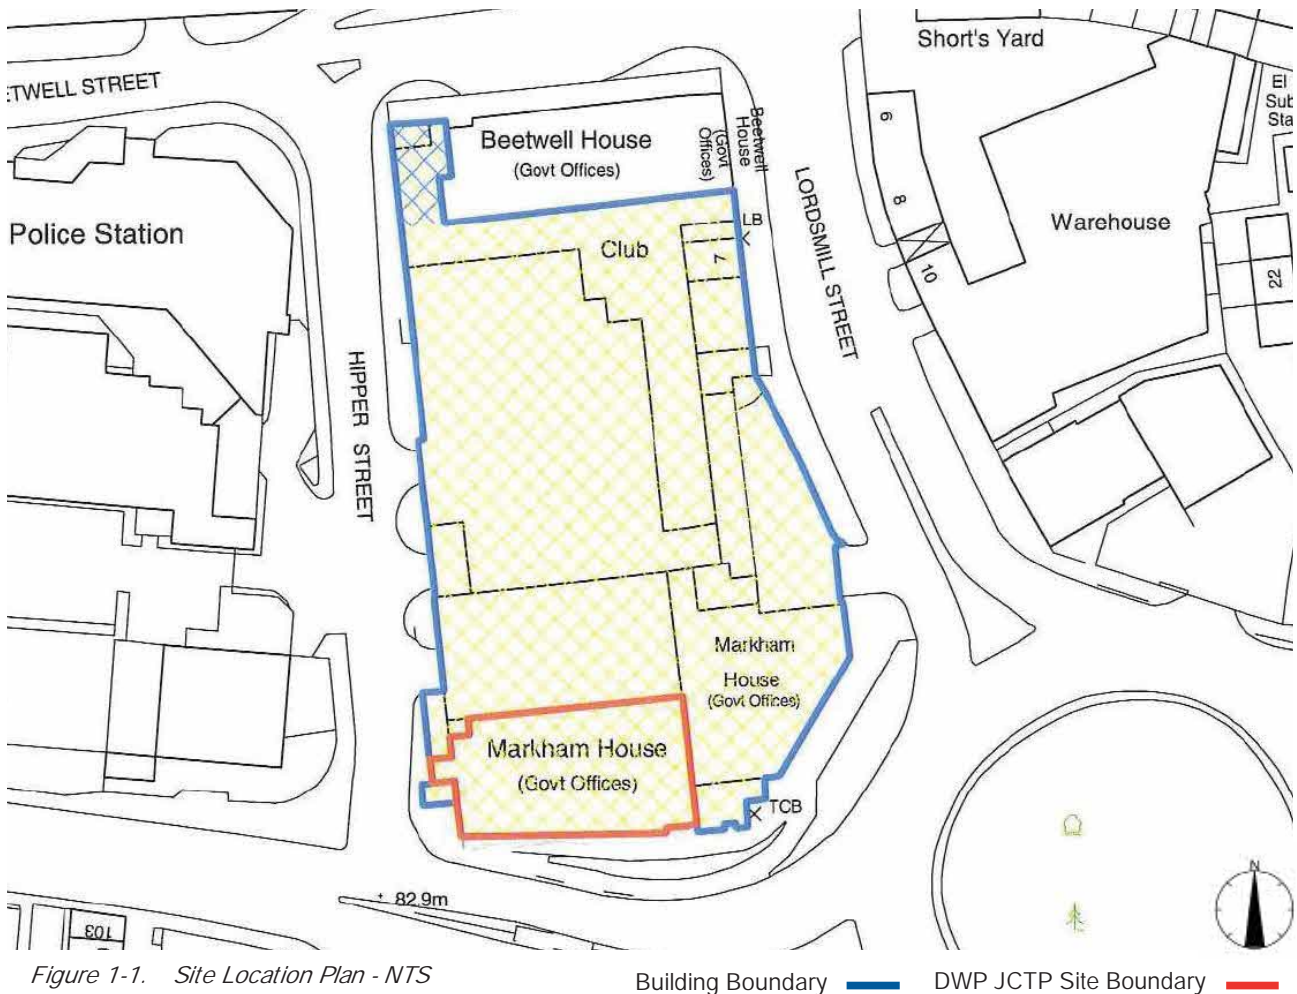 Short's Yard
ETWELL STREET
El
Sub
Sta
6
Beetwell House
(Govt Offices)
Beetwell
House
(Govt
Offices)
LORDSMILL STREET
8
Police Station
LB
Club
7
Warehouse
10
22
HIPPER STREET
Markham
House
(Govt Offices)
Markham House
(Govt Offices)
TCB
82.9m
103
N
Figure 1-1. Site Location Plan - NTS
Building Boundary
DWP JCTP Site Boundary